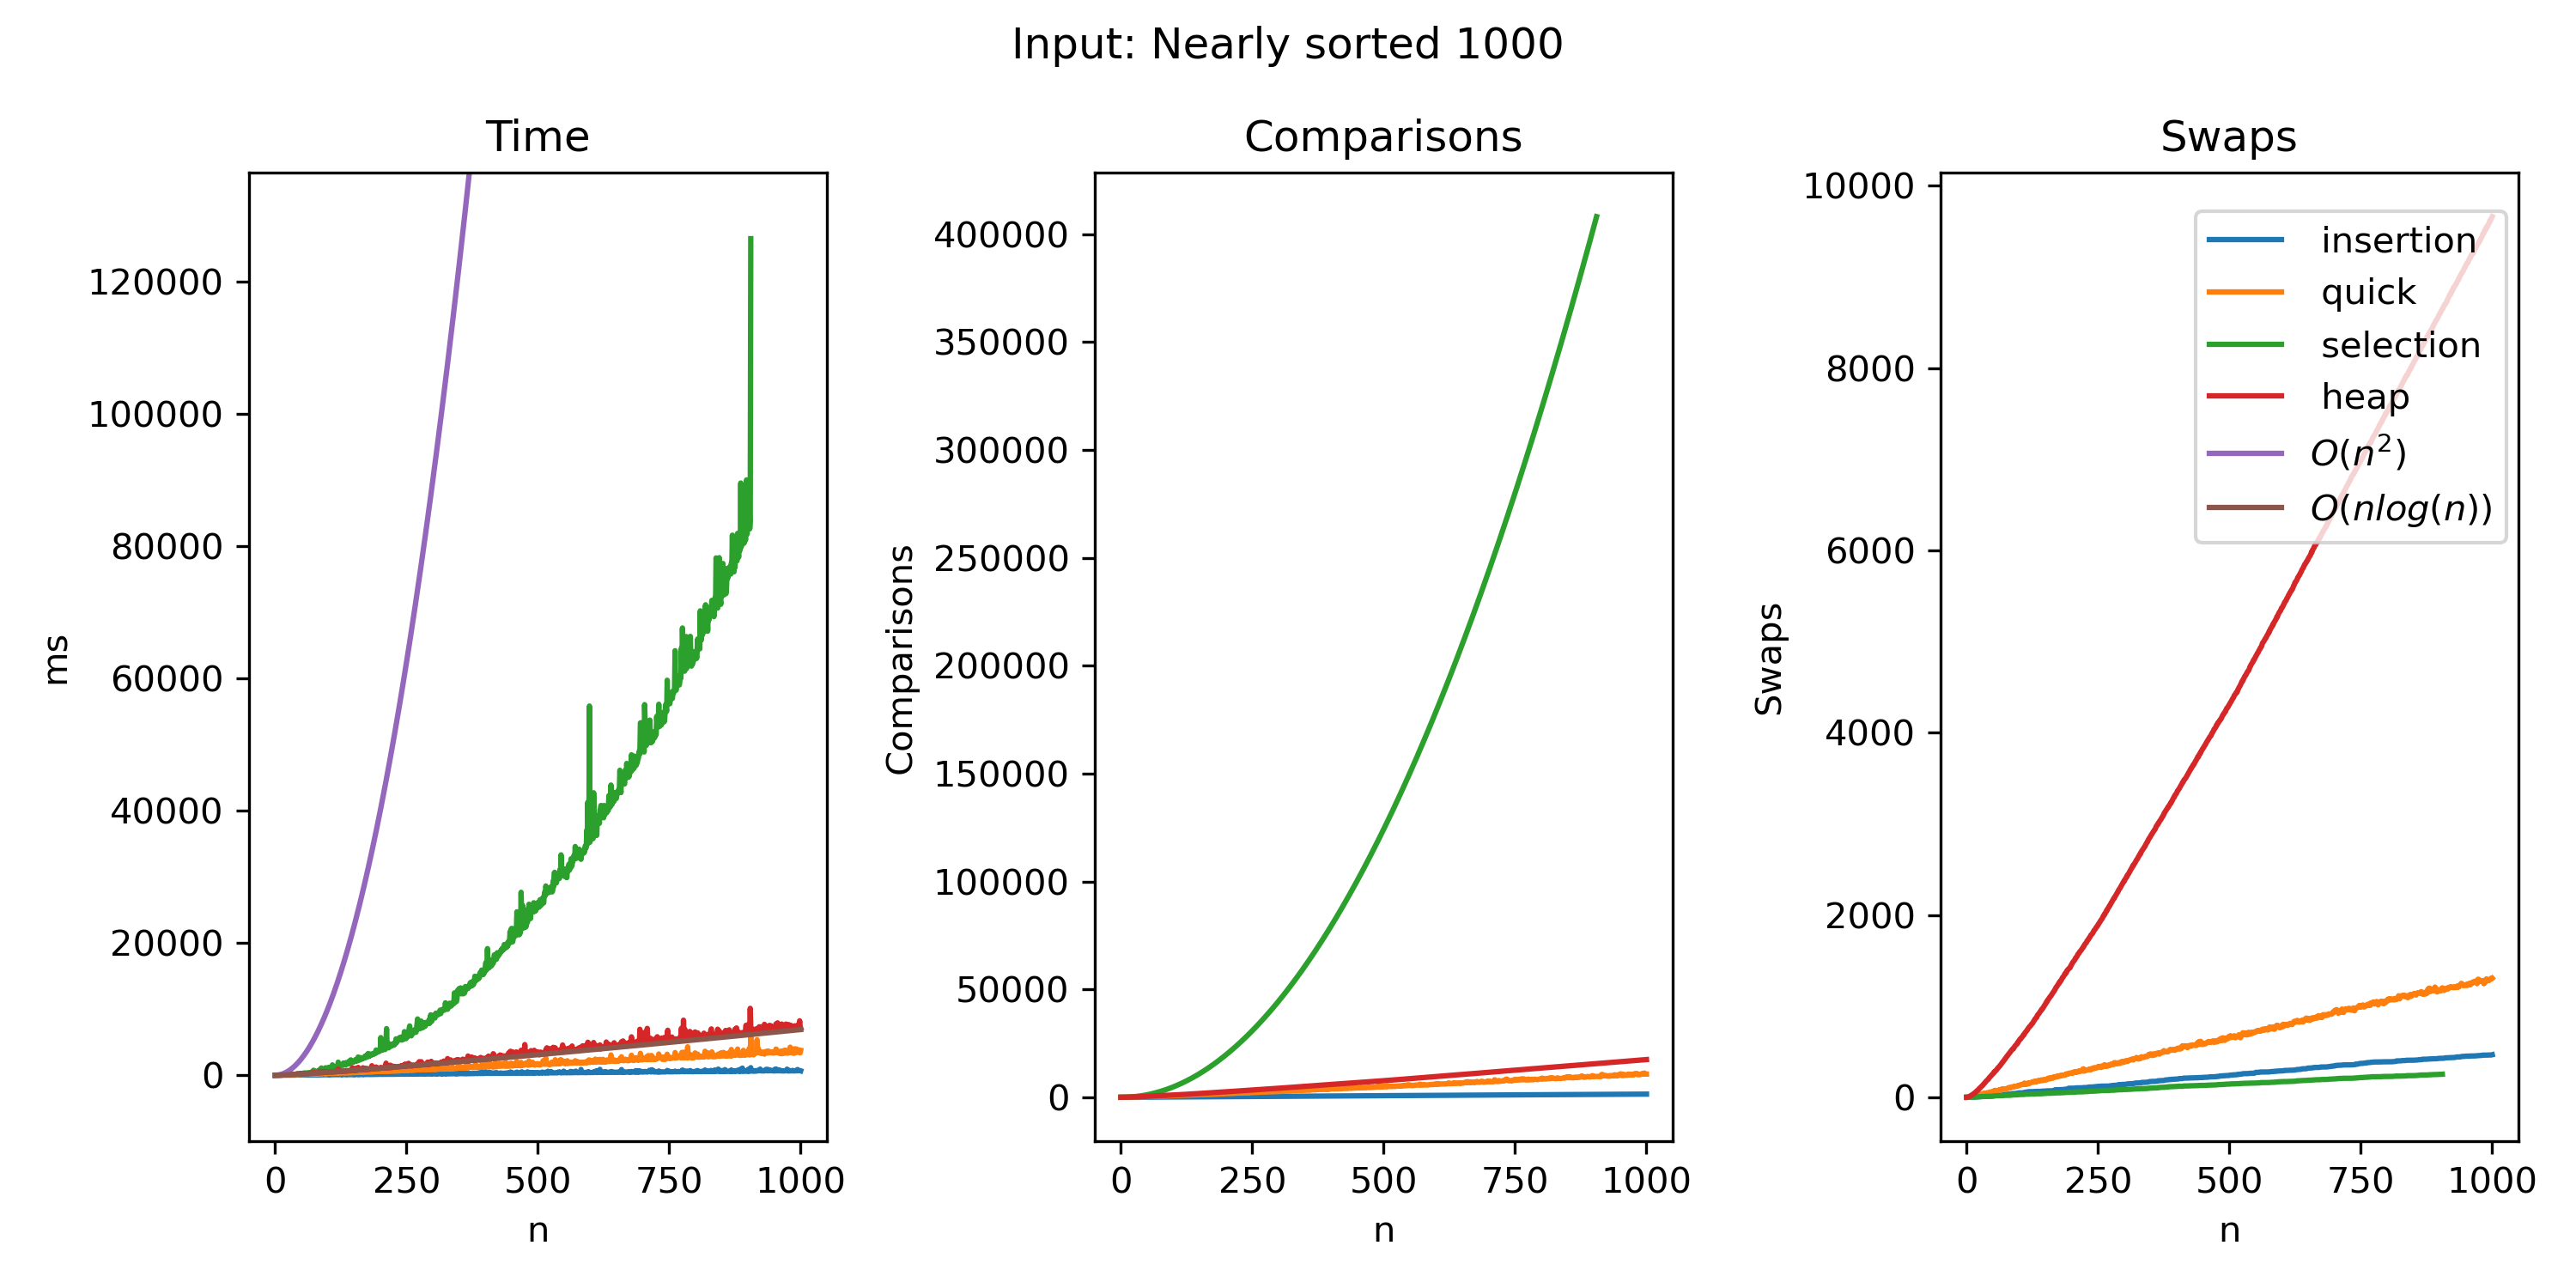 Input: Nearly sorted 1000
Time
120000
100000
80000
60000
40000
20000
0
ms
0 250 500 750 1000
n
Comparisons
400000
350000
300000
250000
200000
150000
100000
50000
0
Comparisons
0 250 500 750 1000
n
Swaps
10000
8000
6000
4000
2000
0
Swaps
0 250 500 750 1000
n
insertion
quick
selection
heap
O(n²)
O(nlog(n))